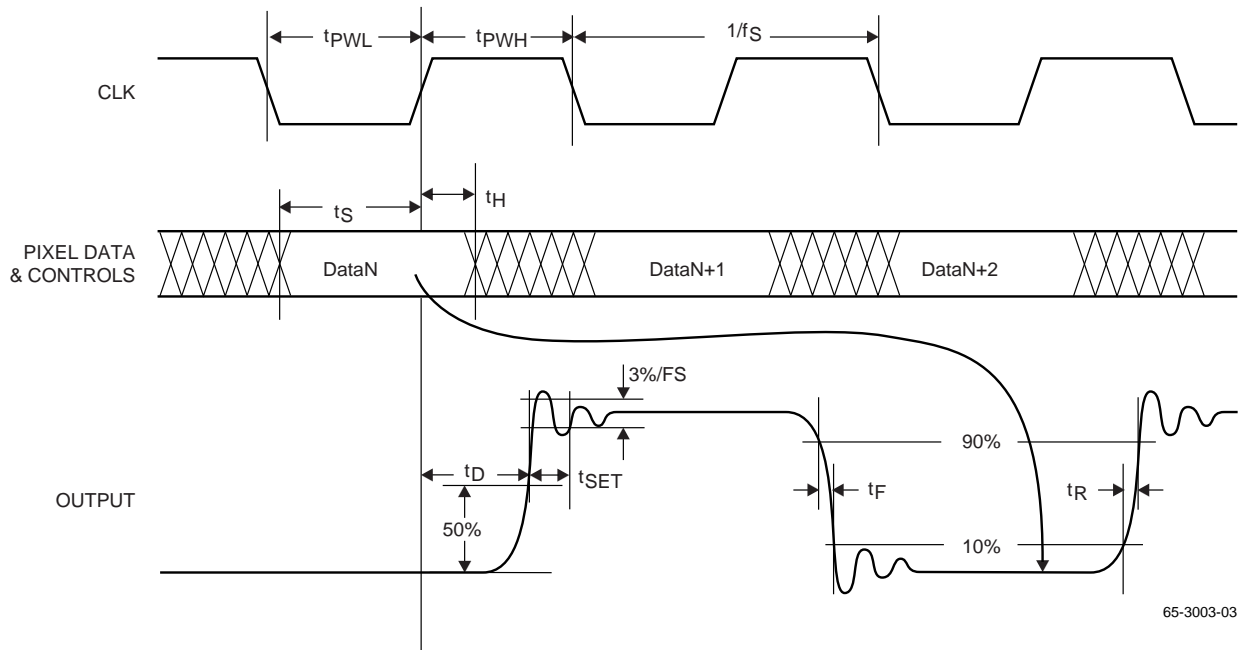 tPWL
tPWH
1/fS
CLK
tH
tS
PIXEL DATA
& CONTROLS
DataN
DataN+1
DataN+2
3%/FS
90%
tD
tSET
tF
tR
OUTPUT
50%
10%
65-3003-03